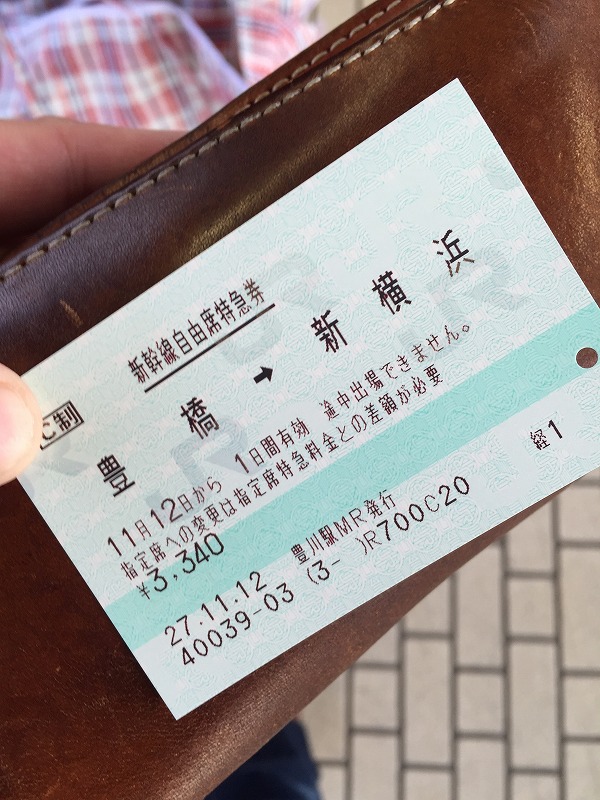 C制
新幹線自由席特急券
豊橋 → 新横浜
11月12日から 1日間有効 途中出場できません。
指定席への変更は指定席特急料金との差額が必要
¥3,340 経1
27.11.12 豊川駅MR発行
40039-03 (3- )R700C20